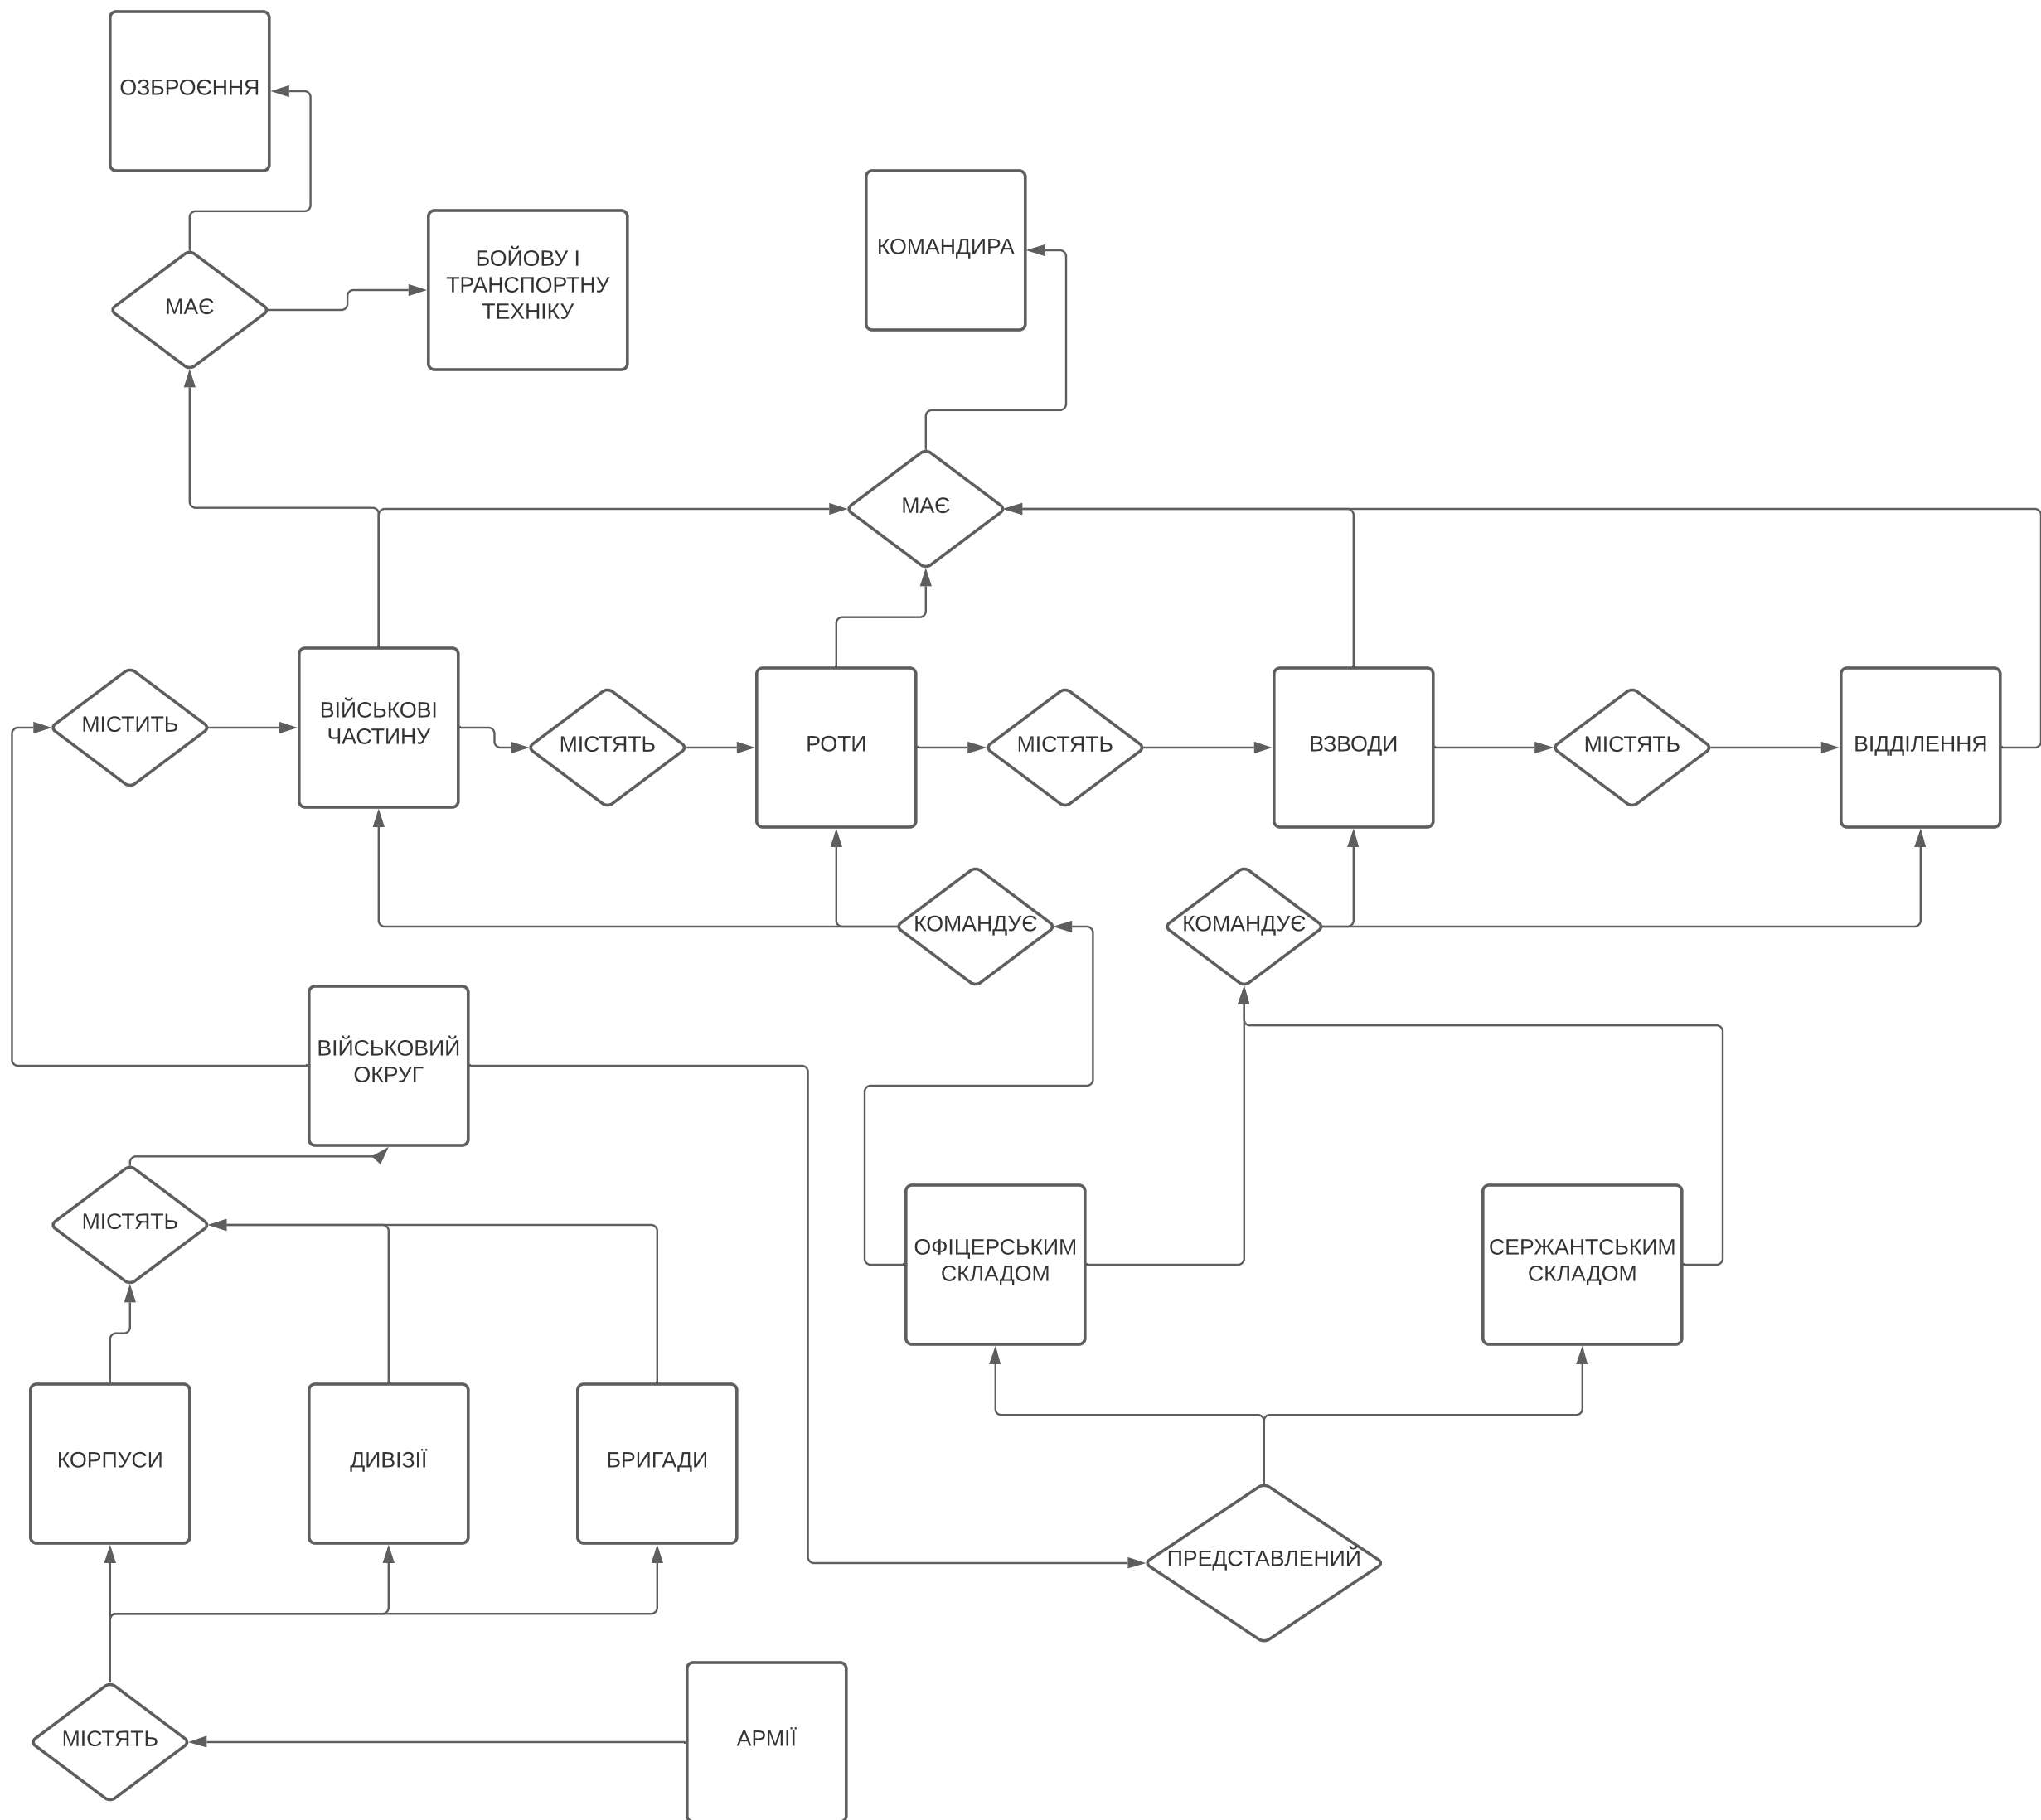 ОЗБРОЄННЯ
КОМАНДИРА
БОЙОВУ І
ТРАНСПОРТНУ
ТЕХНІКУ
МАЄ
МАЄ
МІСТИТЬ
ВІЙСЬКОВІ
ЧАСТИНУ
МІСТЯТЬ
РОТИ
МІСТЯТЬ
ВЗВОДИ
МІСТЯТЬ
ВІДДІЛЕННЯ
КОМАНДУЄ
КОМАНДУЄ
ВІЙСЬКОВИЙ
ОКРУГ
МІСТЯТЬ
ОФІЦЕРСЬКИМ
СКЛАДОМ
СЕРЖАНТСЬКИМ
СКЛАДОМ
КОРПУСИ
ДИВІЗІЇ
БРИГАДИ
ПРЕДСТАВЛЕНИЙ
МІСТЯТЬ
АРМІЇ